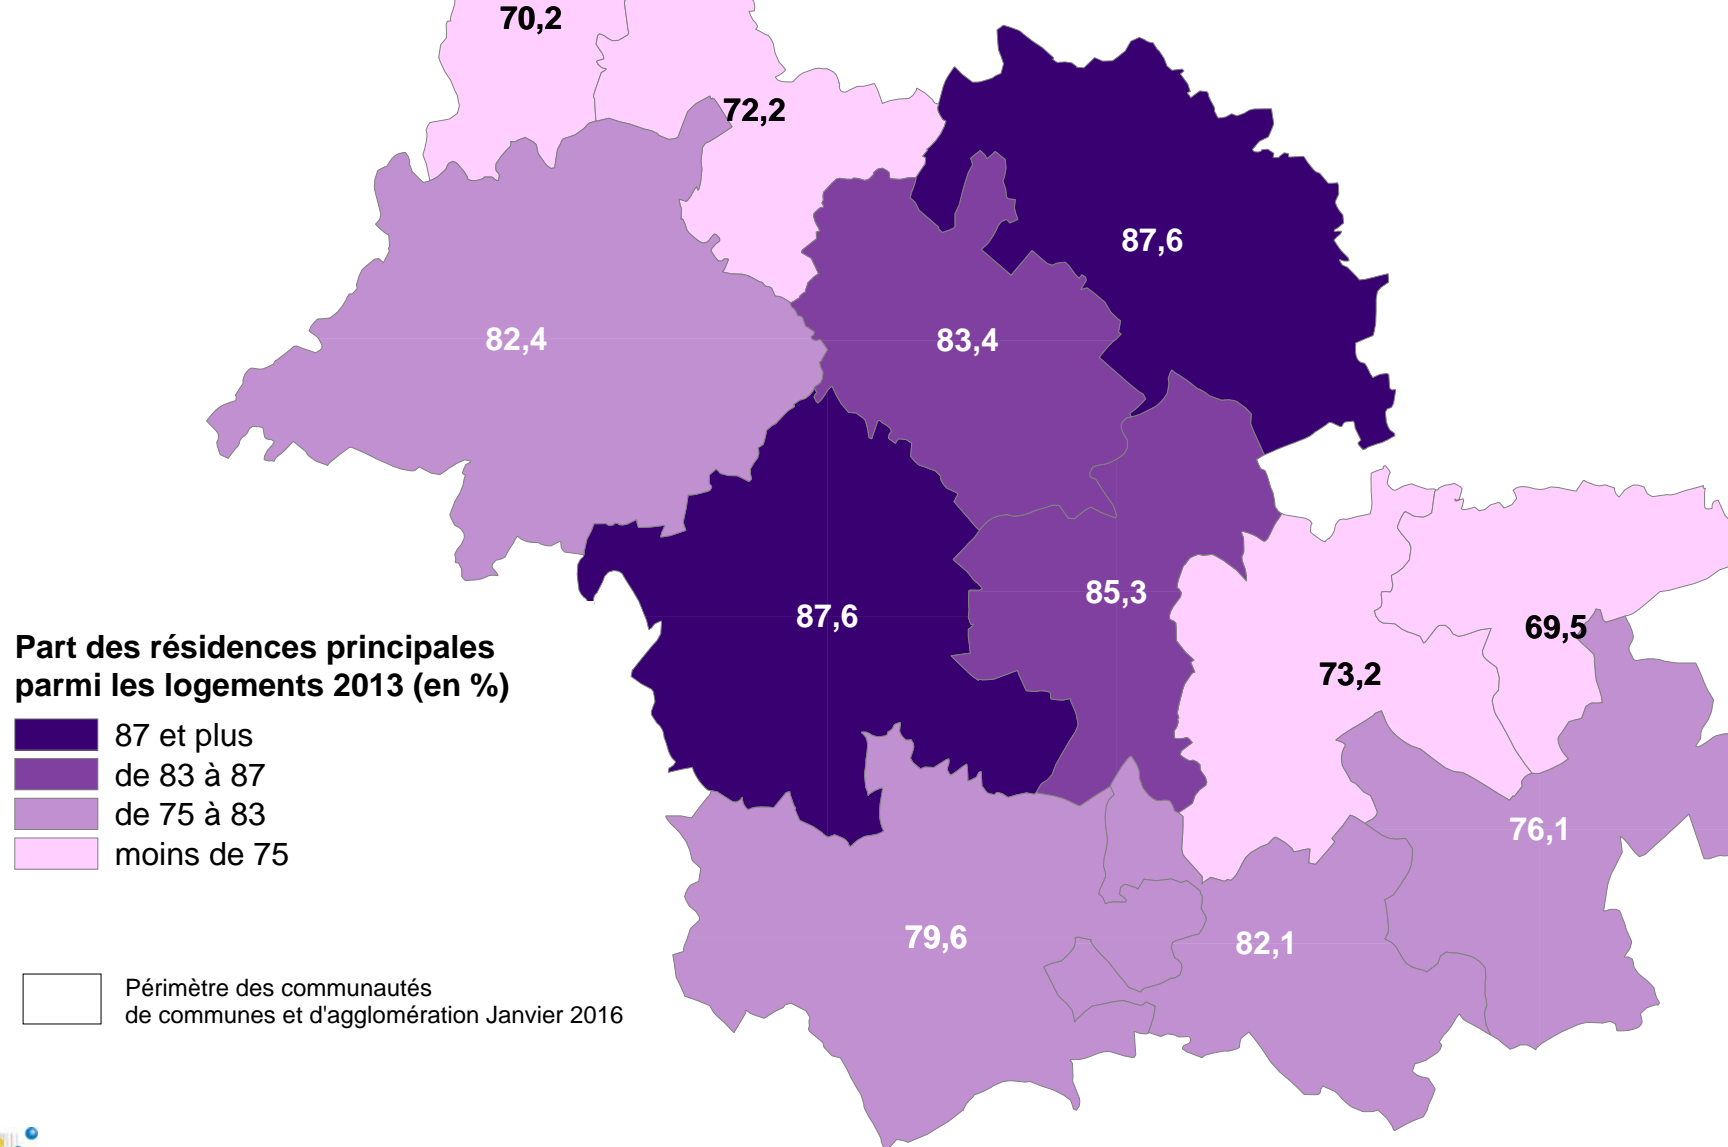 70,2
72,2
87,6
82,4
83,4
85,3
87,6
69,5
73,2
76,1
79,6
82,1
Part des résidences principales
parmi les logements 2013 (en %)
87 et plus
de 83 à 87
de 75 à 83
moins de 75
Périmètre des communautés
de communes et d'agglomération Janvier 2016